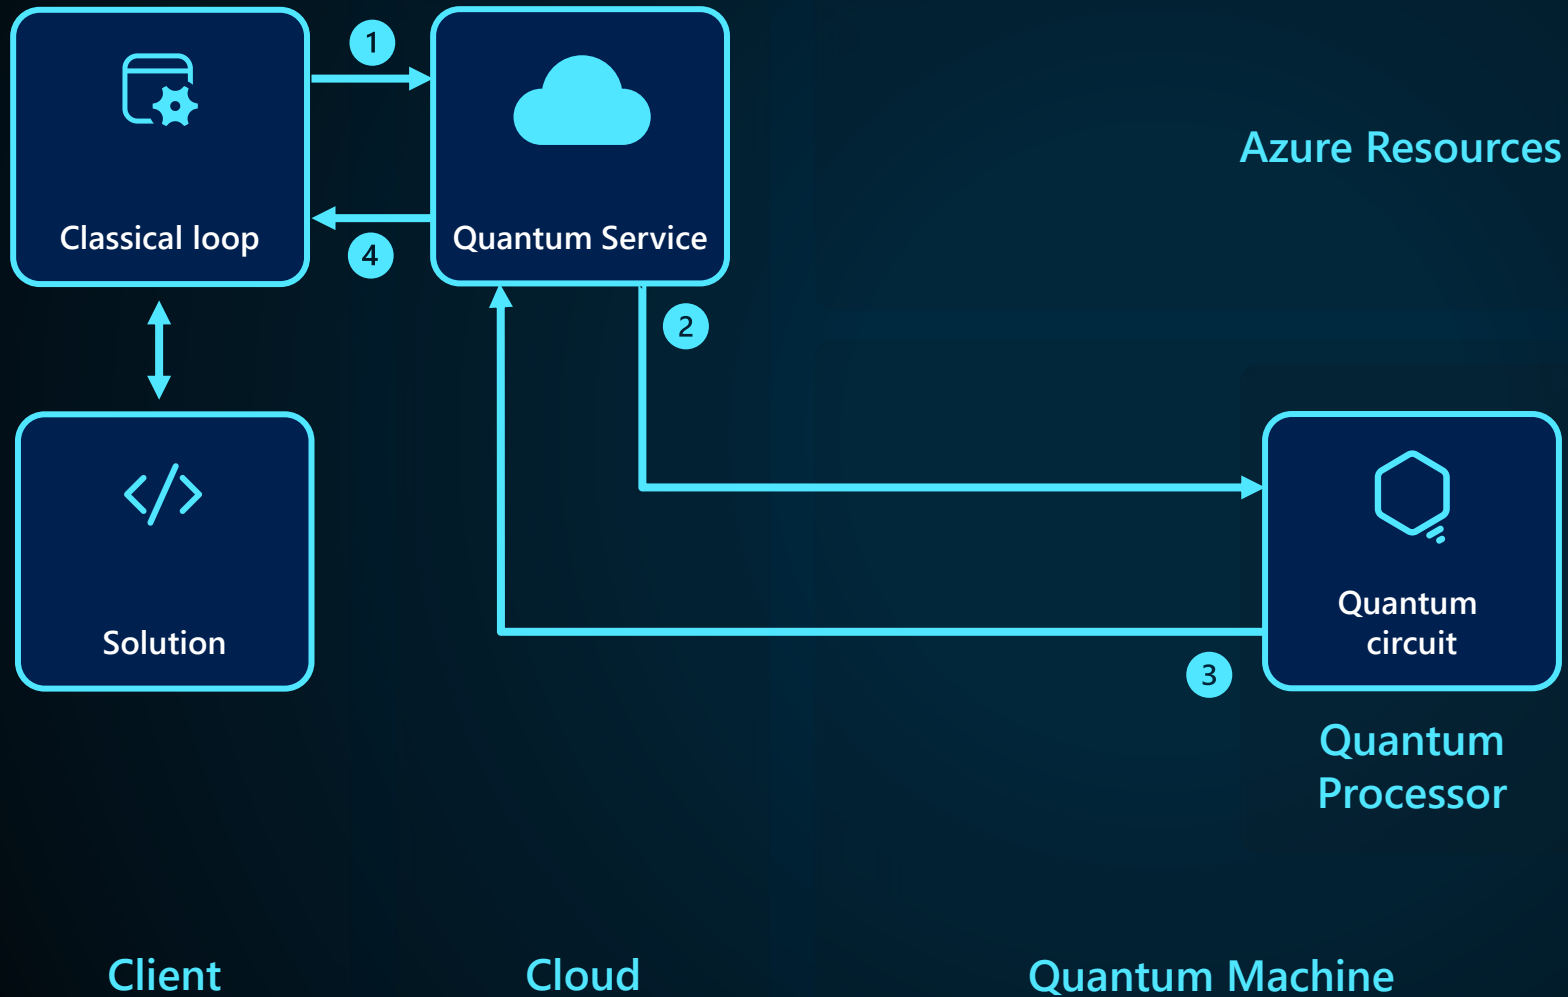 1
Azure Resources
Classical loop
4
Quantum Service
2
Solution
Quantum
circuit
3
Quantum
Processor
Client
Cloud
Quantum Machine